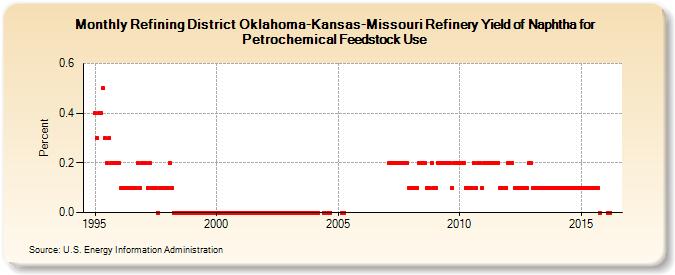 Monthly Refining District Oklahoma-Kansas-Missouri Refinery Yield of Naphtha for
Petrochemical Feedstock Use
Percent
0.6
0.4
0.2
0.0
1995
2000
2005
2010
2015
Source: U.S. Energy Information Administration